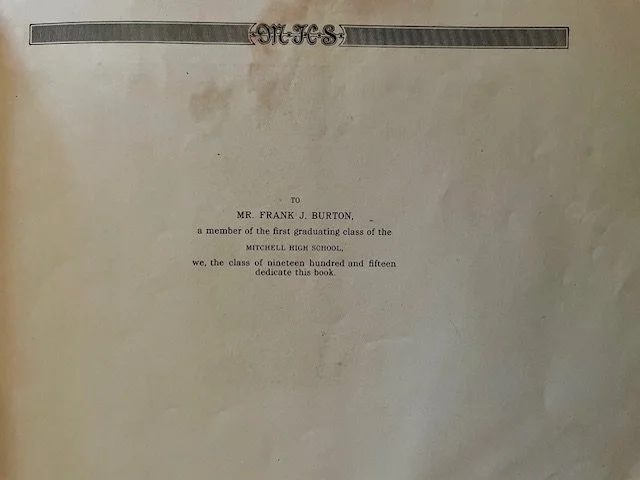 M·H·S
TO
MR. FRANK J. BURTON,
a member of the first graduating class of the
MITCHELL HIGH SCHOOL,
we, the class of nineteen hundred and fifteen
dedicate this book.